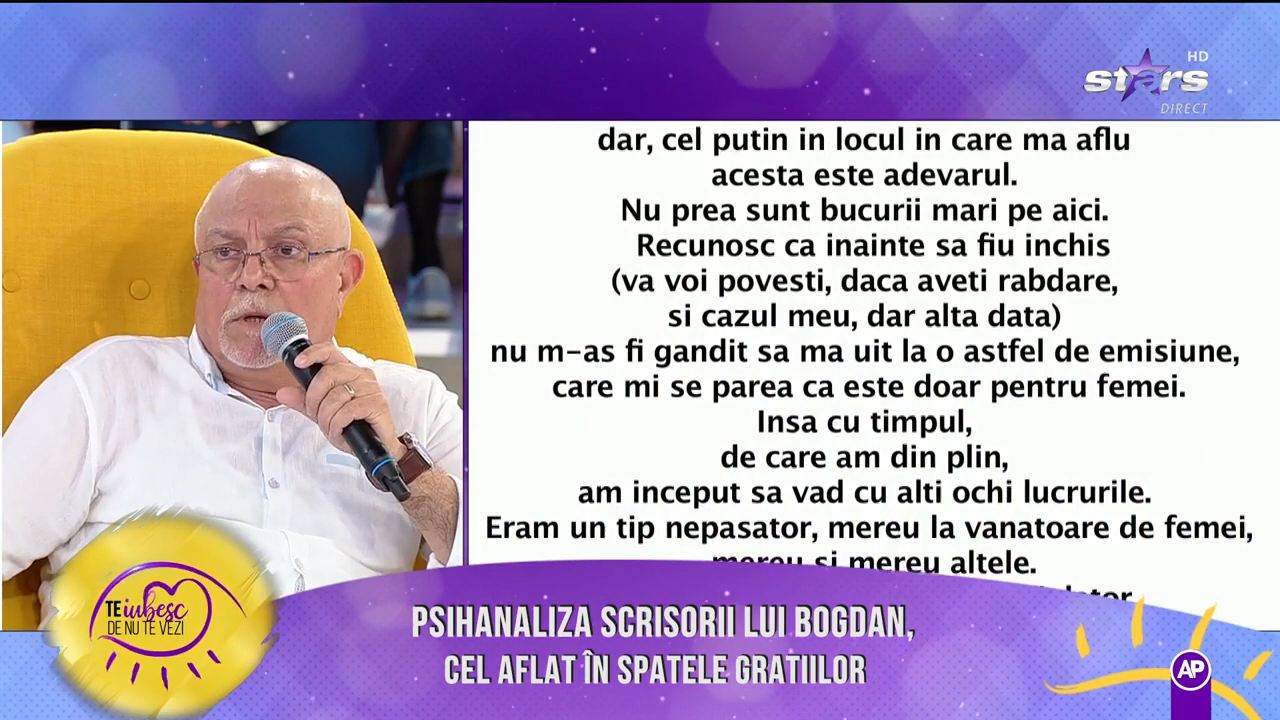 HD
stars
DIRECT
dar, cel putin in locul in care ma aflu
acesta este adevarul.
Nu prea sunt bucurii mari pe aici.
Recunosc ca inainte sa fiu inchis
(va voi povesti, daca aveti rabdare,
si cazul meu, dar alta data)
nu m-as fi gandit sa ma uit la o astfel de emisiune,
care mi se parea ca este doar pentru femei.
Insa cu timpul,
de care am din plin,
am inceput sa vad cu alti ochi lucrurile.
Eram un tip nepasator, mereu la vanatoare de femei,
mereu si mereu altele.
TE iubesc
DE NU TE VEZI
PSIHANALIZA SCRISORII LUI BOGDAN,
CEL AFLAT ÎN SPATELE GRATIILOR
AP